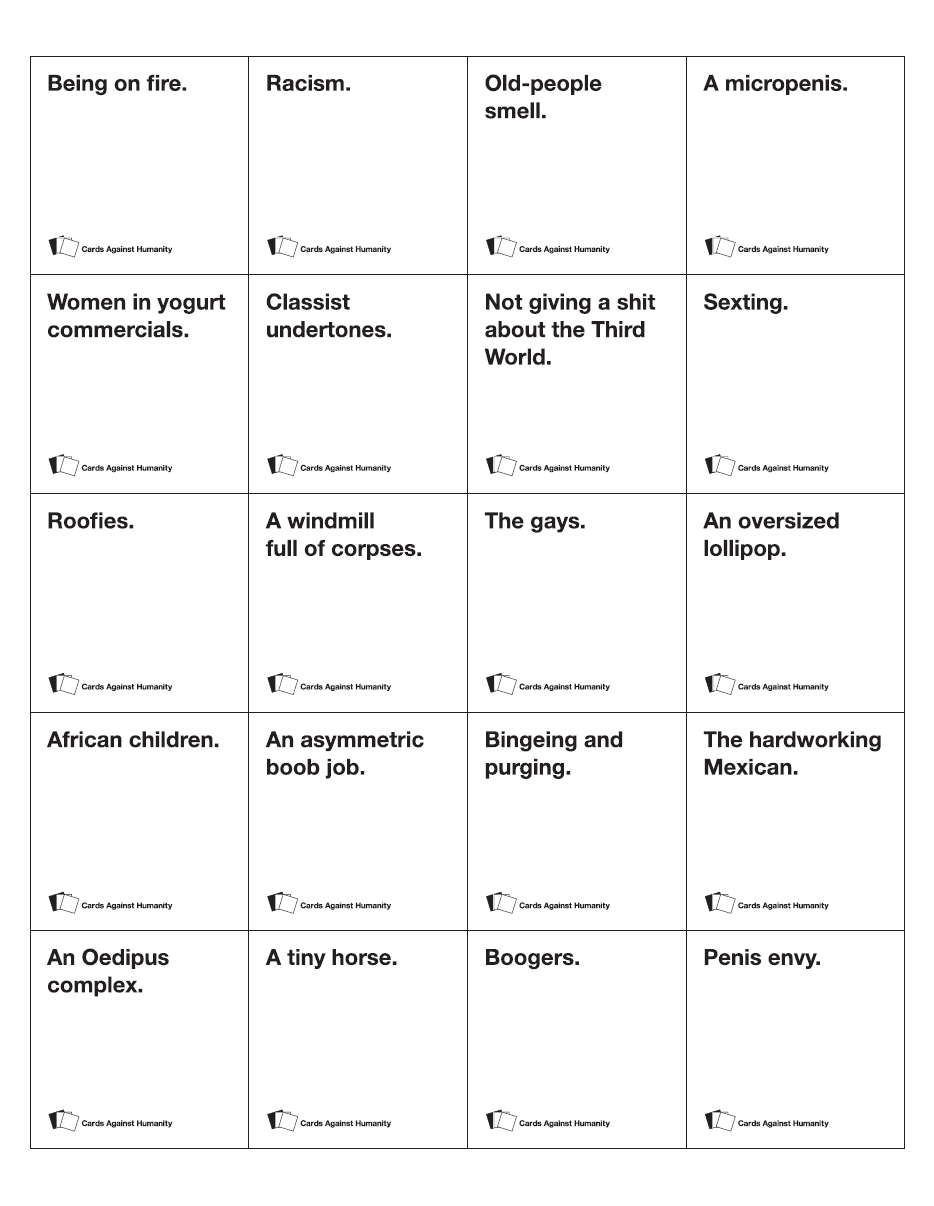 Being on fire.
Cards Against Humanity
Racism.
Cards Against Humanity
Old-people
smell.
Cards Against Humanity
A micropenis.
Cards Against Humanity
Women in yogurt
commercials.
Cards Against Humanity
Classist
undertones.
Cards Against Humanity
Not giving a shit
about the Third
World.
Cards Against Humanity
Sexting.
Cards Against Humanity
Roofies.
Cards Against Humanity
A windmill
full of corpses.
Cards Against Humanity
The gays.
Cards Against Humanity
An oversized
lollipop.
Cards Against Humanity
African children.
Cards Against Humanity
An asymmetric
boob job.
Cards Against Humanity
Bingeing and
purging.
Cards Against Humanity
The hardworking
Mexican.
Cards Against Humanity
An Oedipus
complex.
Cards Against Humanity
A tiny horse.
Cards Against Humanity
Boogers.
Cards Against Humanity
Penis envy.
Cards Against Humanity